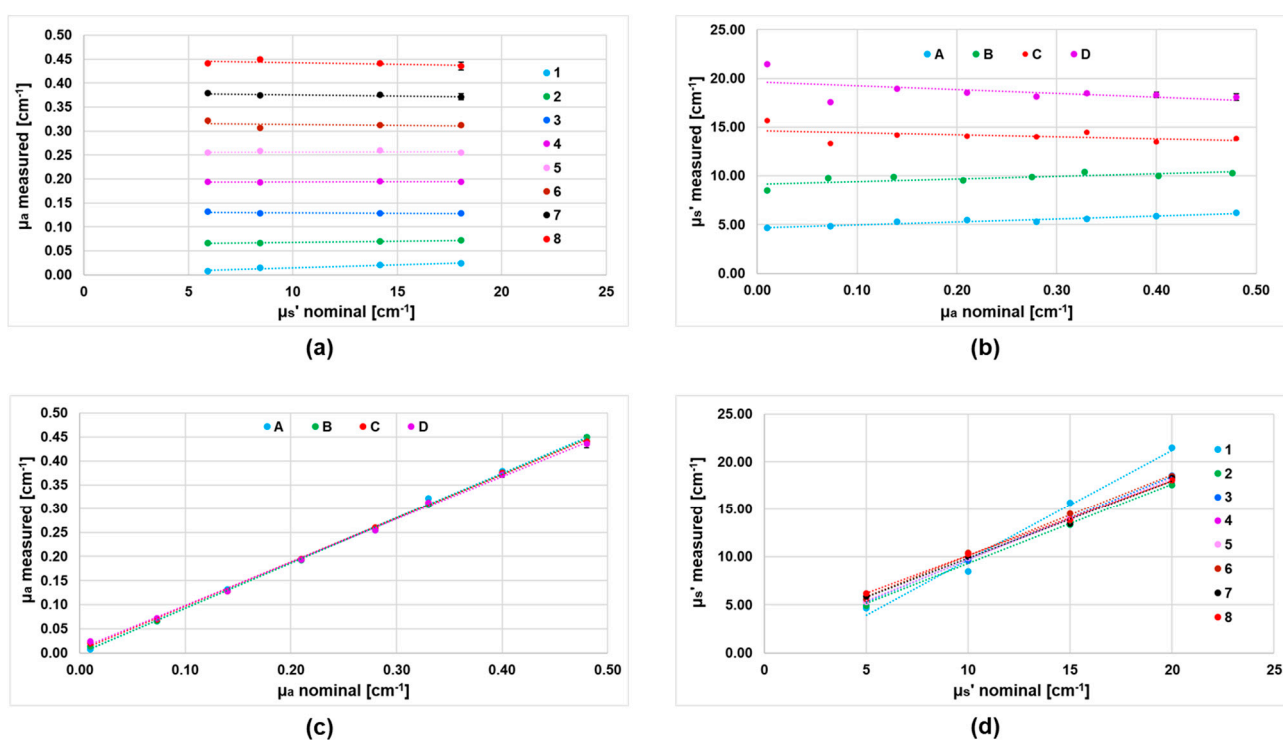 0.50
0.45
0.40
0.35
0.30
0.25
0.20
0.15
0.10
0.05
0.00
µa measured [cm-1]
0 5 10 15 20 25
µs' nominal [cm-1]
1
2
3
4
5
6
7
8
(a)
25.00
20.00
15.00
10.00
5.00
0.00
µs' measured [cm-1]
A B C D
0.00 0.10 0.20 0.30 0.40 0.50
µa nominal [cm-1]
(b)
0.50
0.45
0.40
0.35
0.30
0.25
0.20
0.15
0.10
0.05
0.00
µa measured [cm-1]
A B C D
0.00 0.10 0.20 0.30 0.40 0.50
µa nominal [cm-1]
(c)
25.00
20.00
15.00
10.00
5.00
0.00
µs' measured [cm-1]
0 5 10 15 20 25
µs' nominal [cm-1]
1
2
3
4
5
6
7
8
(d)